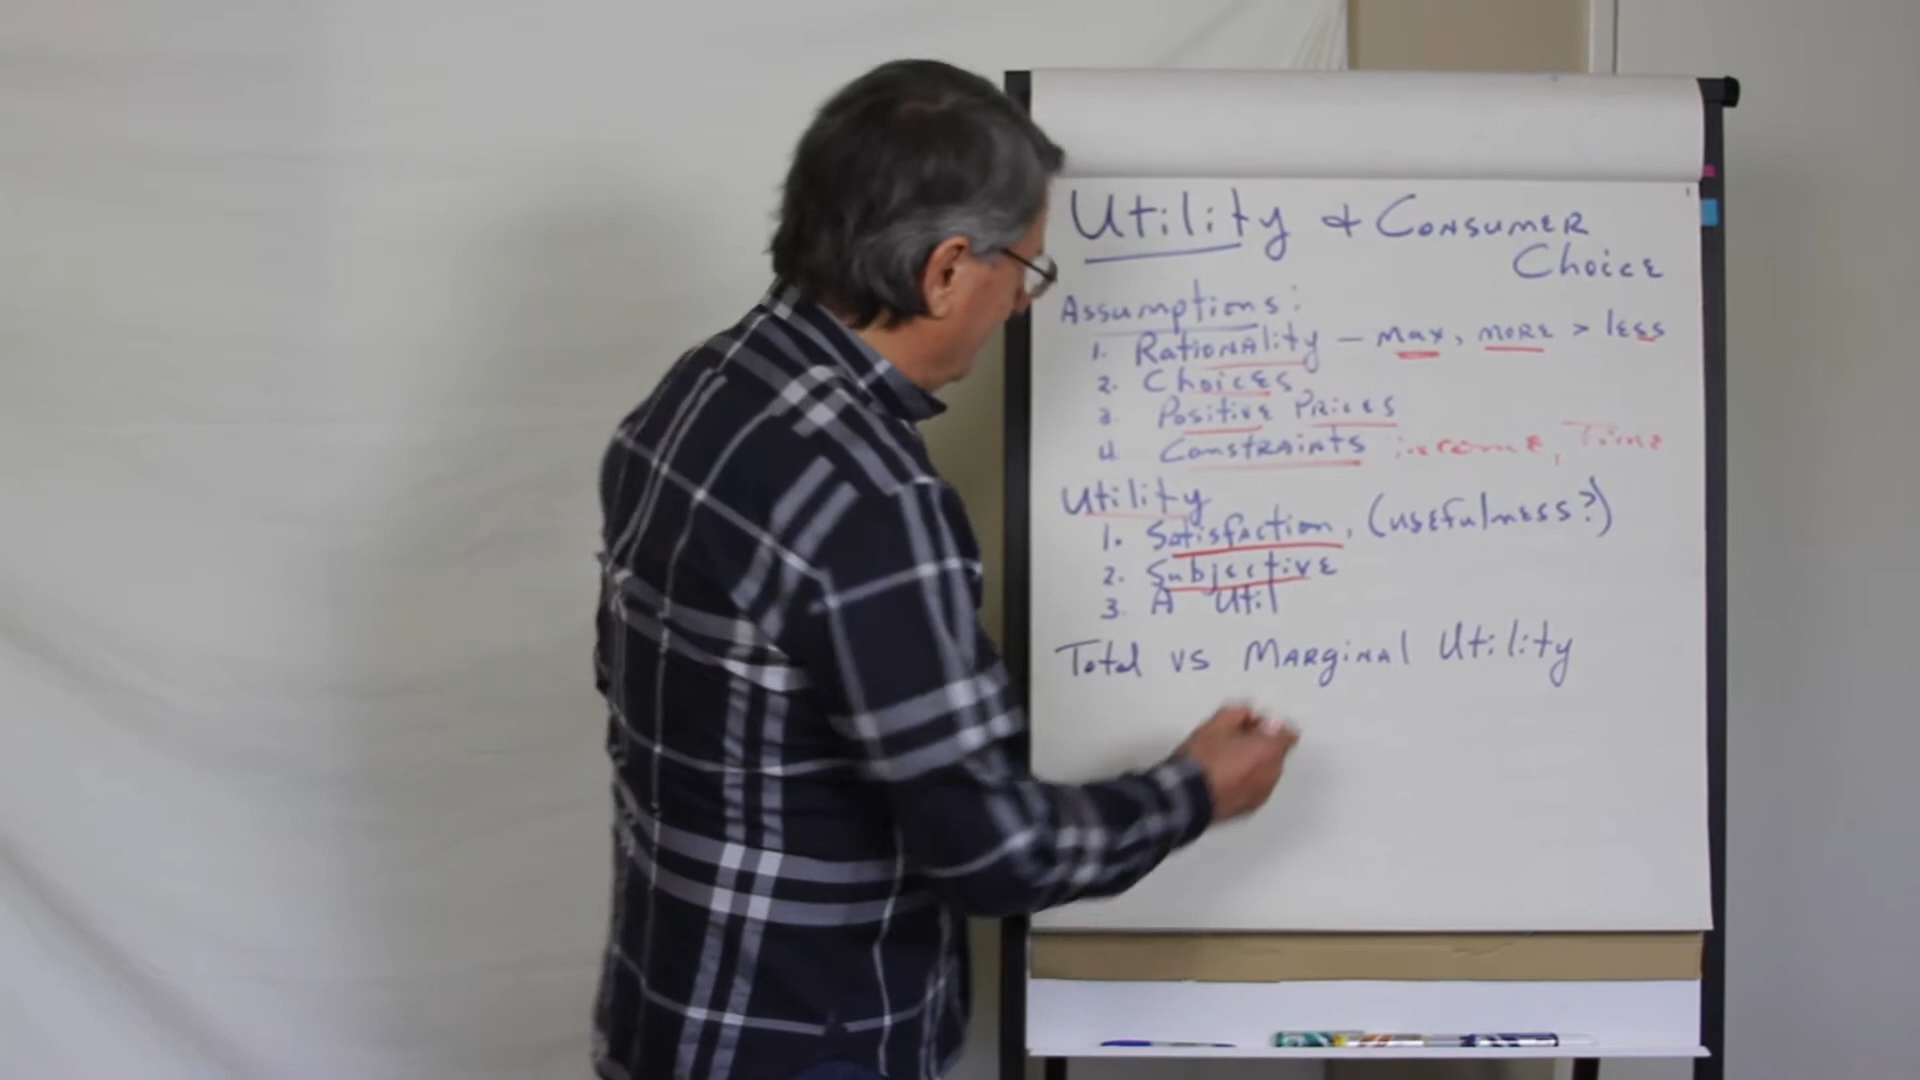 Utility & Consumer
Choice
Assumptions:
1. Rationality - Max, More > less
2. Choices
3. Positive Prices
4. Constraints income, Time
Utility
1. Satisfaction, (usefulness?)
2. Subjective
3. A Util
Total vs Marginal Utility